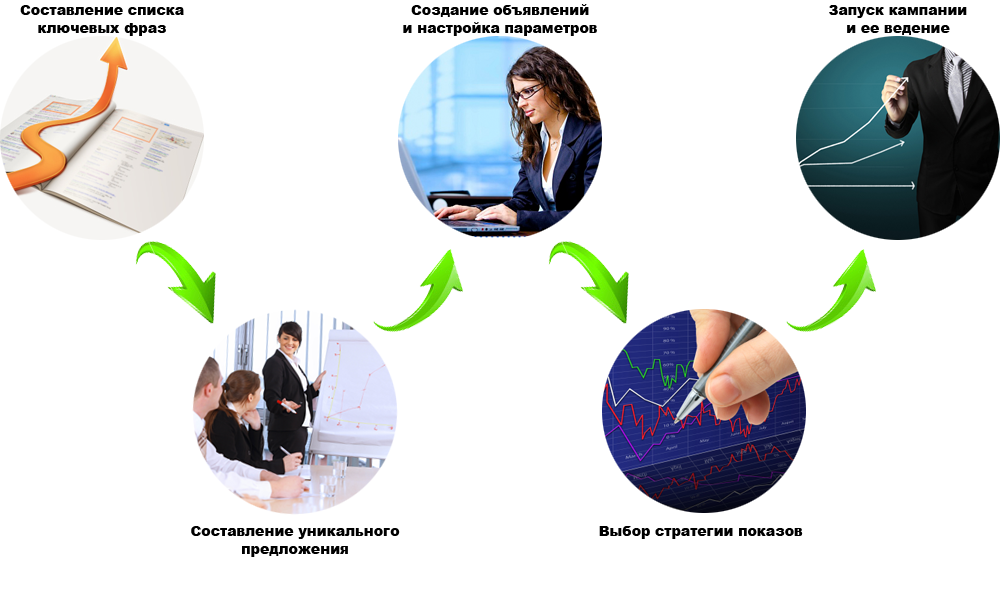 Составление списка
ключевых фраз
Создание объявлений
и настройка параметров
Запуск кампании
и ее ведение
Составление уникального
предложения
Выбор стратегии показов